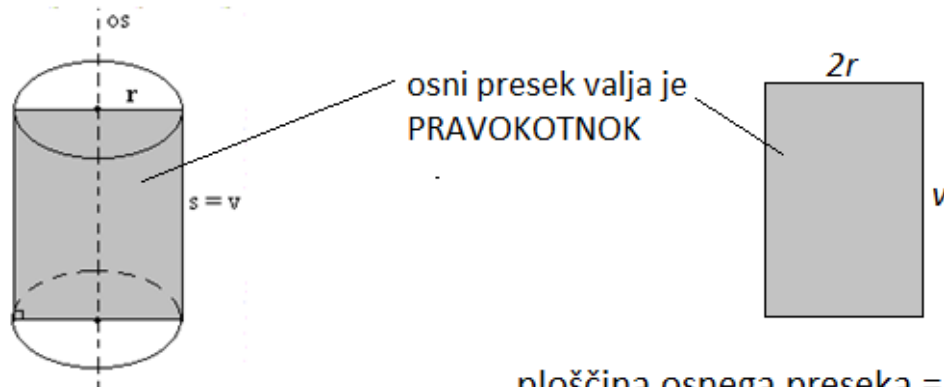 os
r
s = v
osni presek valja je
PRAVOKOTNOK
2r
v
ploščina osnega preseka =